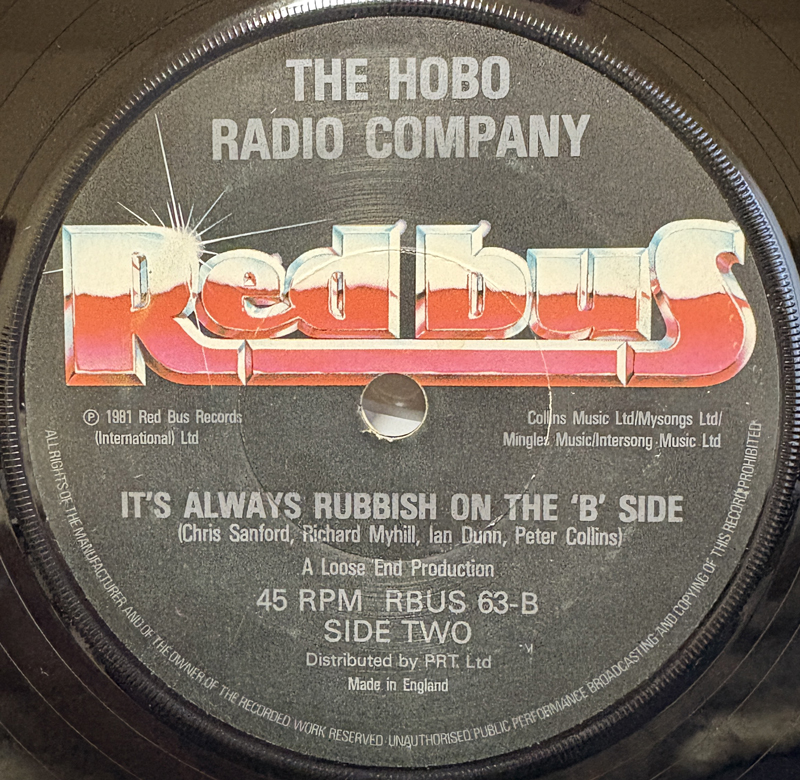 THE HOBO
RADIO COMPANY
Red bus
℗ 1981 Red Bus Records
(International) Ltd
Collins Music Ltd/Mysongs Ltd/
Mingles Music/Intersong Music Ltd
IT'S ALWAYS RUBBISH ON THE 'B' SIDE
(Chris Sanford, Richard Myhill, Ian Dunn, Peter Collins)
A Loose End Production
45 RPM RBUS 63-B
SIDE TWO
Distributed by PRT. Ltd
Made in England
ALL RIGHTS OF THE MANUFACTURER AND OF THE OWNER OF THE RECORDED WORK RESERVED · UNAUTHORISED PUBLIC PERFORMANCE BROADCASTING AND COPYING OF THIS RECORD PROHIBITED